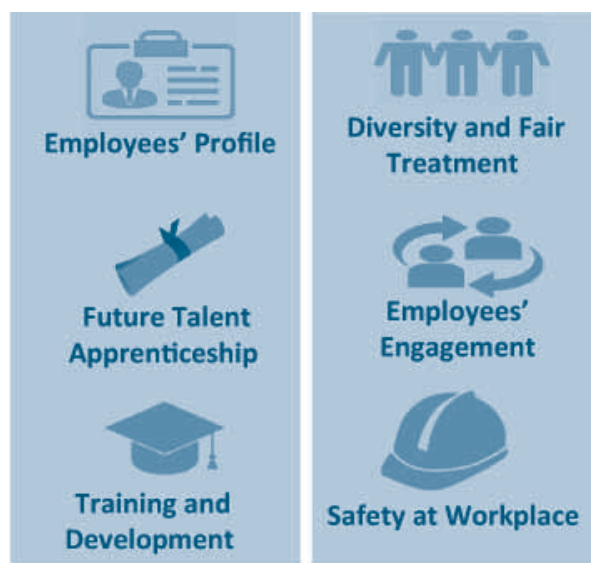 Employees’ Profile
Future Talent
Apprenticeship
Training and
Development
Diversity and Fair
Treatment
Employees’
Engagement
Safety at Workplace